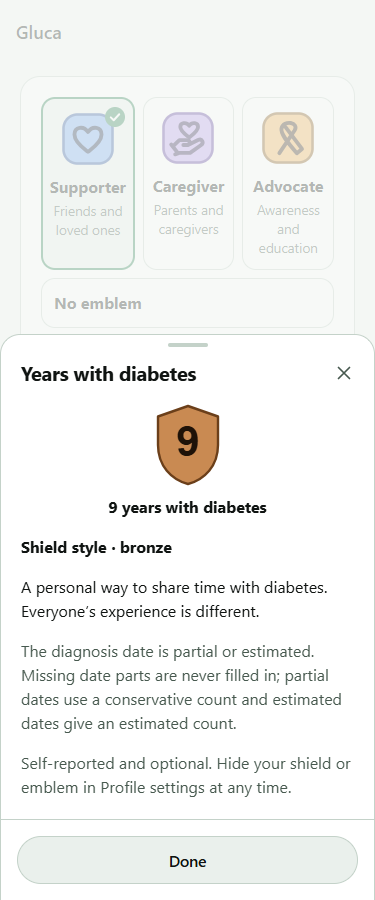 Gluca
Supporter
Friends and
loved ones
Caregiver
Parents and
caregivers
Advocate
Awareness
and
education
No emblem
Years with diabetes
9
9 years with diabetes
Shield style · bronze
A personal way to share time with diabetes.
Everyone's experience is different.
The diagnosis date is partial or estimated.
Missing date parts are never filled in; partial
dates use a conservative count and estimated
dates give an estimated count.
Self-reported and optional. Hide your shield or
emblem in Profile settings at any time.
Done